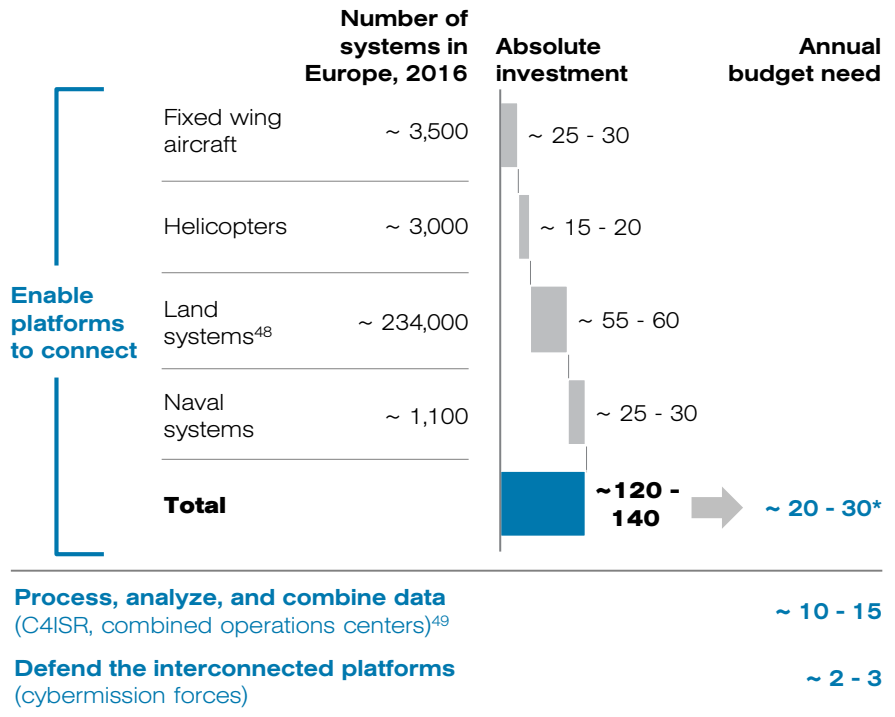 Number of
systems in
Europe, 2016
Absolute
investment
Annual
budget need
Enable
platforms
to connect
Fixed wing
aircraft
~ 3,500
~ 25 - 30
Helicopters
~ 3,000
~ 15 - 20
Land
systems⁴⁸
~ 234,000
~ 55 - 60
Naval
systems
~ 1,100
~ 25 - 30
Total
~120 -
140
~ 20 - 30*
Process, analyze, and combine data
(C4ISR, combined operations centers)⁴⁹
~ 10 - 15
Defend the interconnected platforms
(cybermission forces)
~ 2 - 3